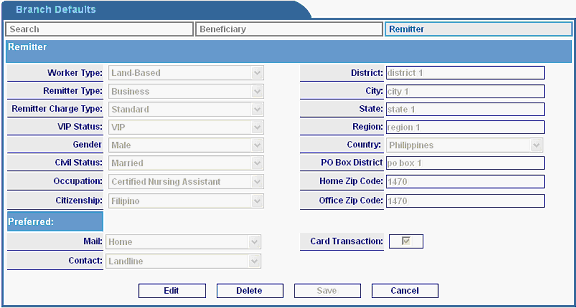 Branch Defaults
Search Beneficiary Remitter
Remitter
Worker Type: Land-Based District: district 1
Remitter Type: Business City: city 1
Remitter Charge Type: Standard State: state 1
VIP Status: VIP Region: region 1
Gender Male Country: Philippines
Civil Status: Married PO Box District po box 1
Occupation: Certified Nursing Assistant Home Zip Code: 1470
Citizenship: Filipino Office Zip Code: 1470
Preferred:
Mail: Home Card Transaction:
Contact: Landline
Edit Delete Save Cancel